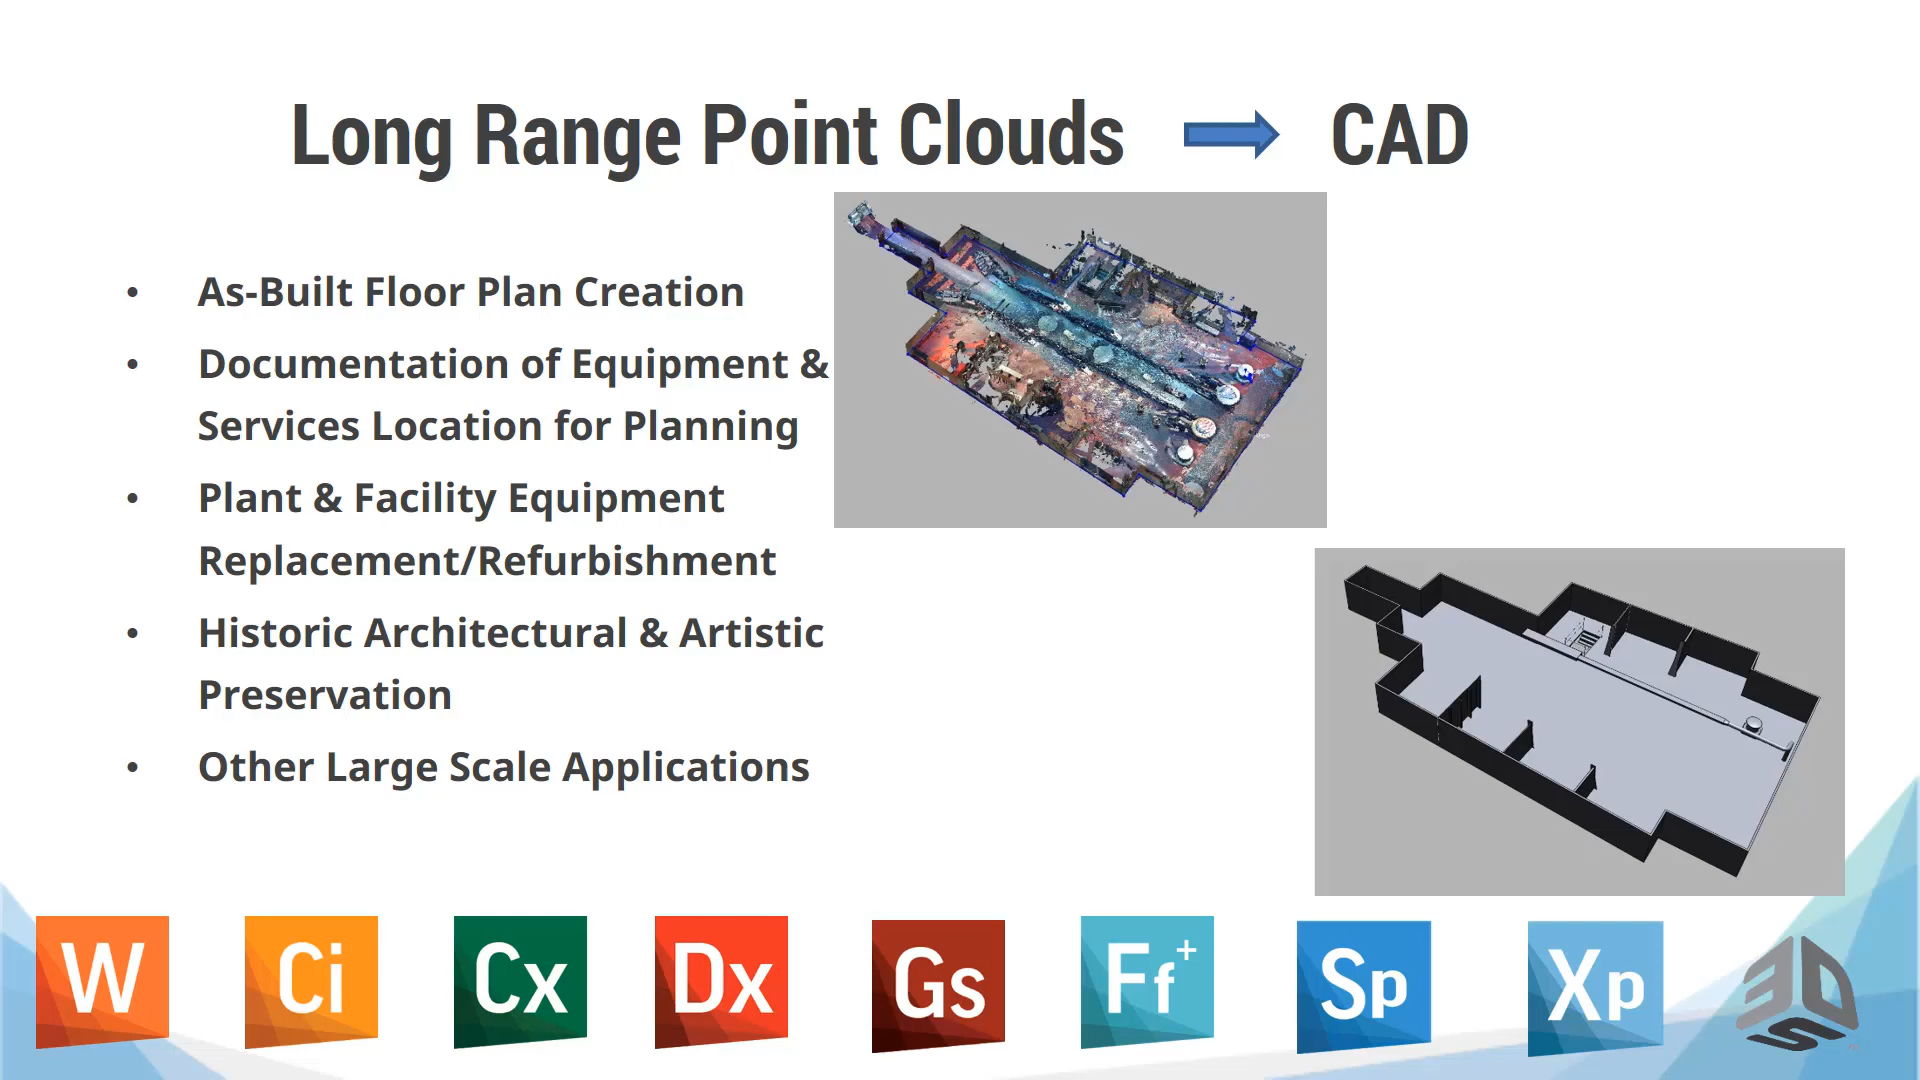 Long Range Point Clouds CAD
• As-Built Floor Plan Creation
• Documentation of Equipment &
Services Location for Planning
• Plant & Facility Equipment
Replacement/Refurbishment
• Historic Architectural & Artistic
Preservation
• Other Large Scale Applications
W Ci Cx Dx Gs Ff+ Sp Xp
3DS